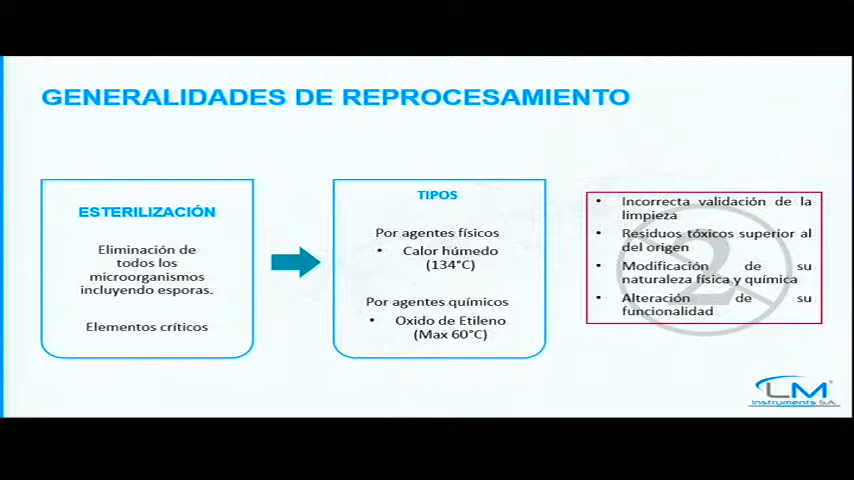 GENERALIDADES DE REPROCESAMIENTO
ESTERILIZACIÓN
Eliminación de
todos los
microorganismos
incluyendo esporas.
Elementos críticos
TIPOS
Por agentes físicos
• Calor húmedo
(134°C)
Por agentes químicos
• Oxido de Etileno
(Max 60°C)
• Incorrecta validación de la
limpieza
• Residuos tóxicos superior al
del origen
• Modificación de su
naturaleza física y química
• Alteración de su
funcionalidad
2
LM
Instruments S.A.